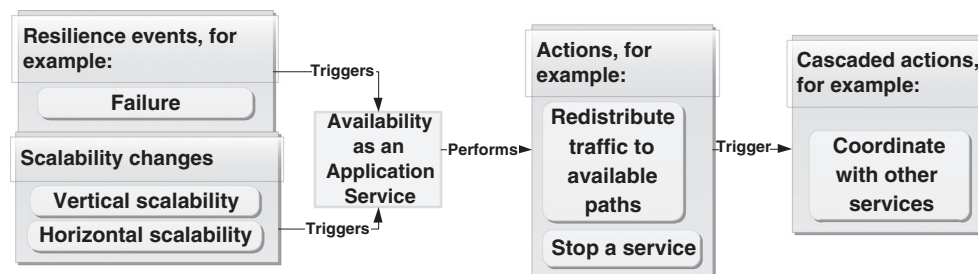 Resilience events, for
example:
Failure
Scalability changes
Vertical scalability
Horizontal scalability
Triggers
Triggers
Availability
as an
Application
Service
Performs
Actions, for
example:
Redistribute
traffic to
available
paths
Stop a service
Trigger
Cascaded actions,
for example:
Coordinate
with other
services